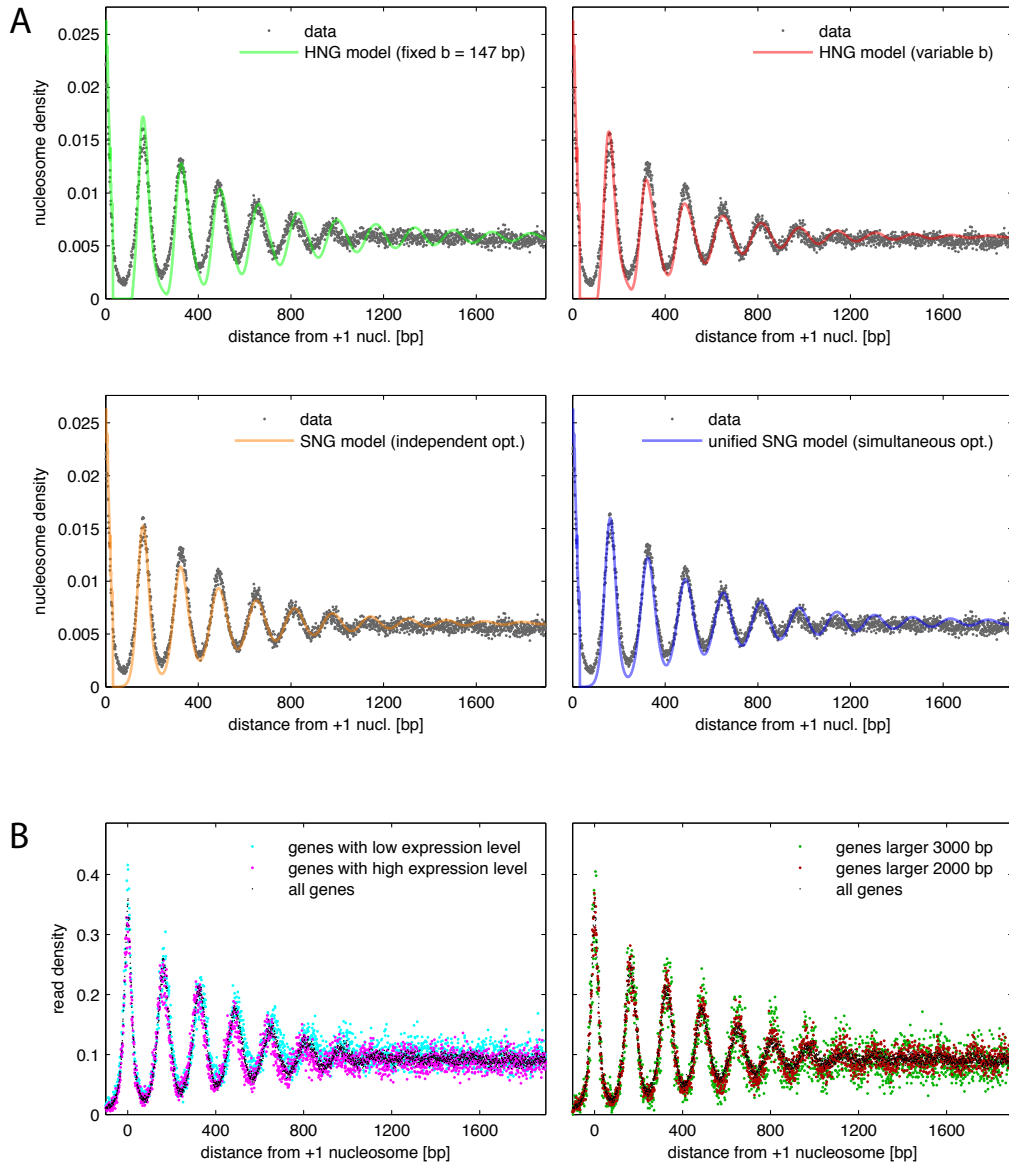 A
data
HNG model (fixed b = 147 bp)
data
HNG model (variable b)
nucleosome density
0.025
0.02
0.015
0.01
0.005
0
0 400 800 1200 1600
distance from +1 nucl. [bp]
0 400 800 1200 1600
distance from +1 nucl. [bp]
data
SNG model (independent opt.)
data
unified SNG model (simultaneous opt.)
nucleosome density
0.025
0.02
0.015
0.01
0.005
0
0 400 800 1200 1600
distance from +1 nucl. [bp]
0 400 800 1200 1600
distance from +1 nucl. [bp]
B
genes with low expression level
genes with high expression level
all genes
genes larger 3000 bp
genes larger 2000 bp
all genes
read density
0.4
0.3
0.2
0.1
0
0 400 800 1200 1600
distance from +1 nucleosome [bp]
0 400 800 1200 1600
distance from +1 nucleosome [bp]